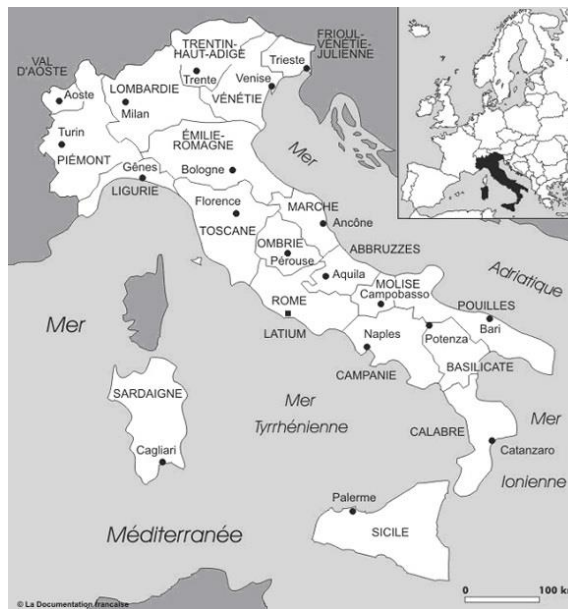 TRENTIN-
HAUT-ADIGE
FRIOUL-
VÉNÉTIE-
JULIENNE
VAL
D'AOSTE
Trieste
LOMBARDIE
Trente
Venise
Aoste
Milan
VÉNÉTIE
Turin
PIÉMONT
ÉMILIE-
ROMAGNE
Gênes
Bologne
LIGURIE
Mer
Florence
TOSCANE
MARCHE
Ancône
OMBRIE
Pérouse
ABBRUZZES
Adriatique
Aquila
MOLISE
Campobasso
ROME
LATIUM
POUILLES
Bari
Mer
Naples
Potenza
CAMPANIE
BASILICATE
SARDAIGNE
Mer
Tyrrhénienne
CALABRE
Mer
Catanzaro
Cagliari
Ionienne
Palerme
SICILE
Méditerranée
© La Documentation française
0 100 km